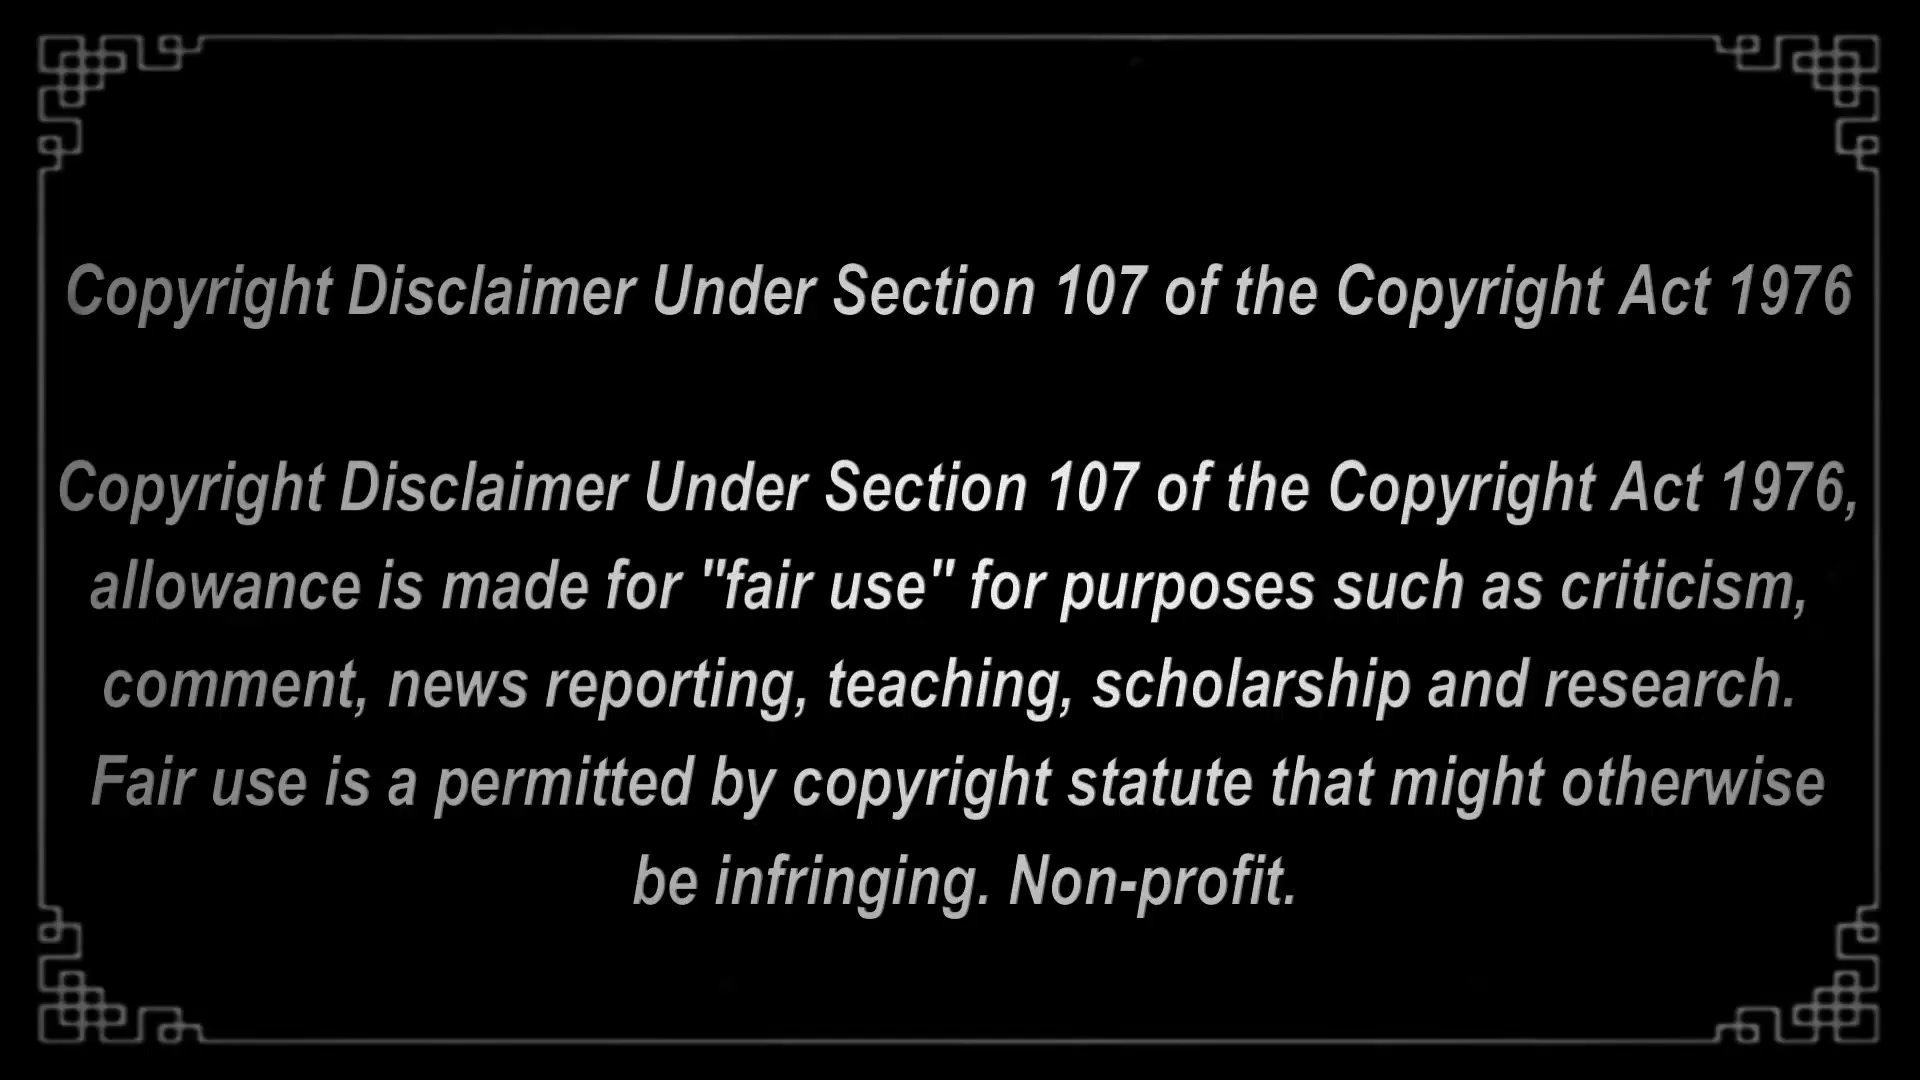 Copyright Disclaimer Under Section 107 of the Copyright Act 1976
Copyright Disclaimer Under Section 107 of the Copyright Act 1976,
allowance is made for "fair use" for purposes such as criticism,
comment, news reporting, teaching, scholarship and research.
Fair use is a permitted by copyright statute that might otherwise
be infringing. Non-profit.